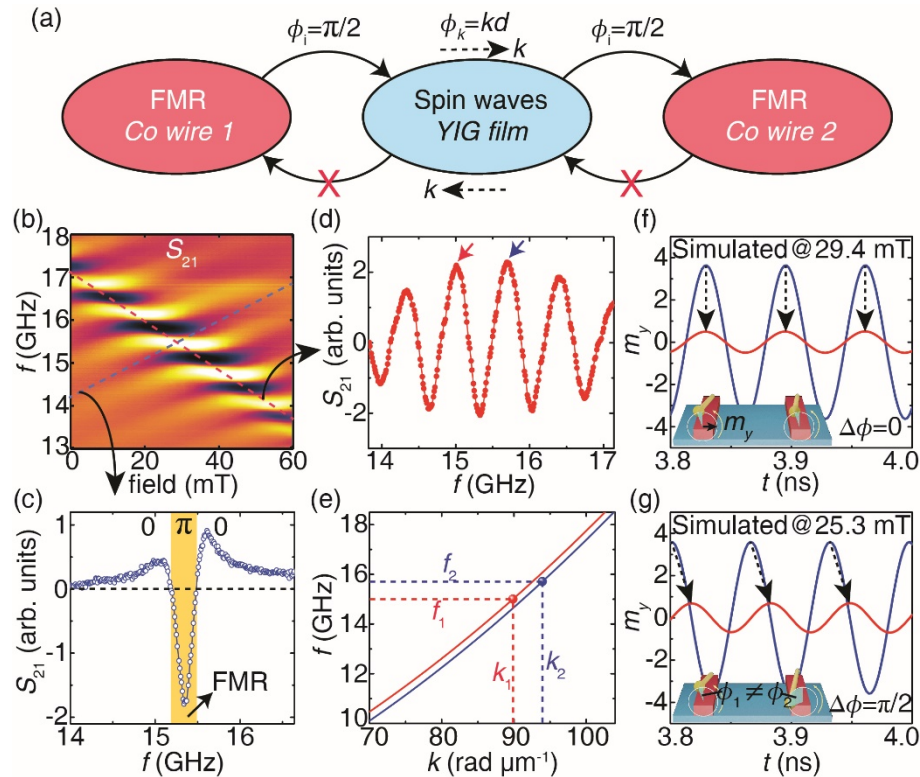 (a)
ϕi=π/2
ϕk=kd
k
ϕi=π/2
FMR
Co wire 1
Spin waves
YIG film
FMR
Co wire 2
X
k
X
(b)
S21
18
17
16
15
14
13
f (GHz)
0
20
40
60
field (mT)
(c)
0 π 0
1
0
-1
-2
S21 (arb. units)
FMR
14
15
16
f (GHz)
(d)
2
0
-2
S21 (arb. units)
14
15
16
17
f (GHz)
(e)
18
16
14
12
10
f (GHz)
f2
f1
k1
k2
70
80
90
100
k (rad μm-1)
(f)
Simulated@29.4 mT
4
2
0
-2
-4
my
my
Δϕ=0
3.8
3.9
4.0
t (ns)
(g)
Simulated@25.3 mT
4
2
0
-2
-4
my
ϕ1 ≠ ϕ2
Δϕ=π/2
3.8
3.9
4.0
t (ns)